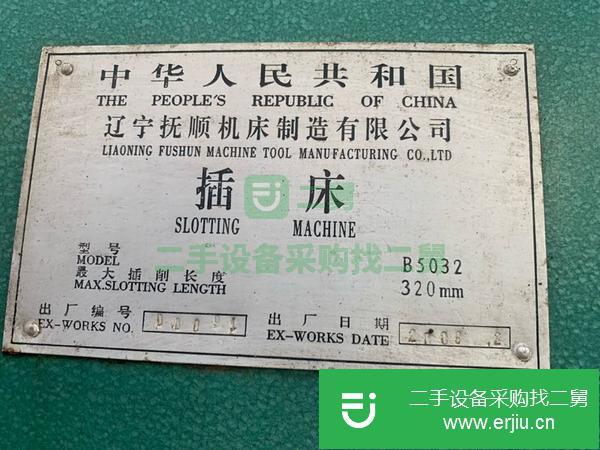 中华人民共和国
THE PEOPLE'S REPUBLIC OF CHINA
辽宁抚顺机床制造有限公司
LIAONING FUSHUN MACHINE TOOL MANUFACTURING CO.,LTD
插 床
二舅
SLOTTING MACHINE
二手设备采购找二舅
型号
MODEL B5032
最大插削长度
MAX.SLOTTING LENGTH 320mm
出厂编号
EX-WORKS NO.
出厂日期
EX-WORKS DATE
二手设备采购找二舅
www.erjiu.cn